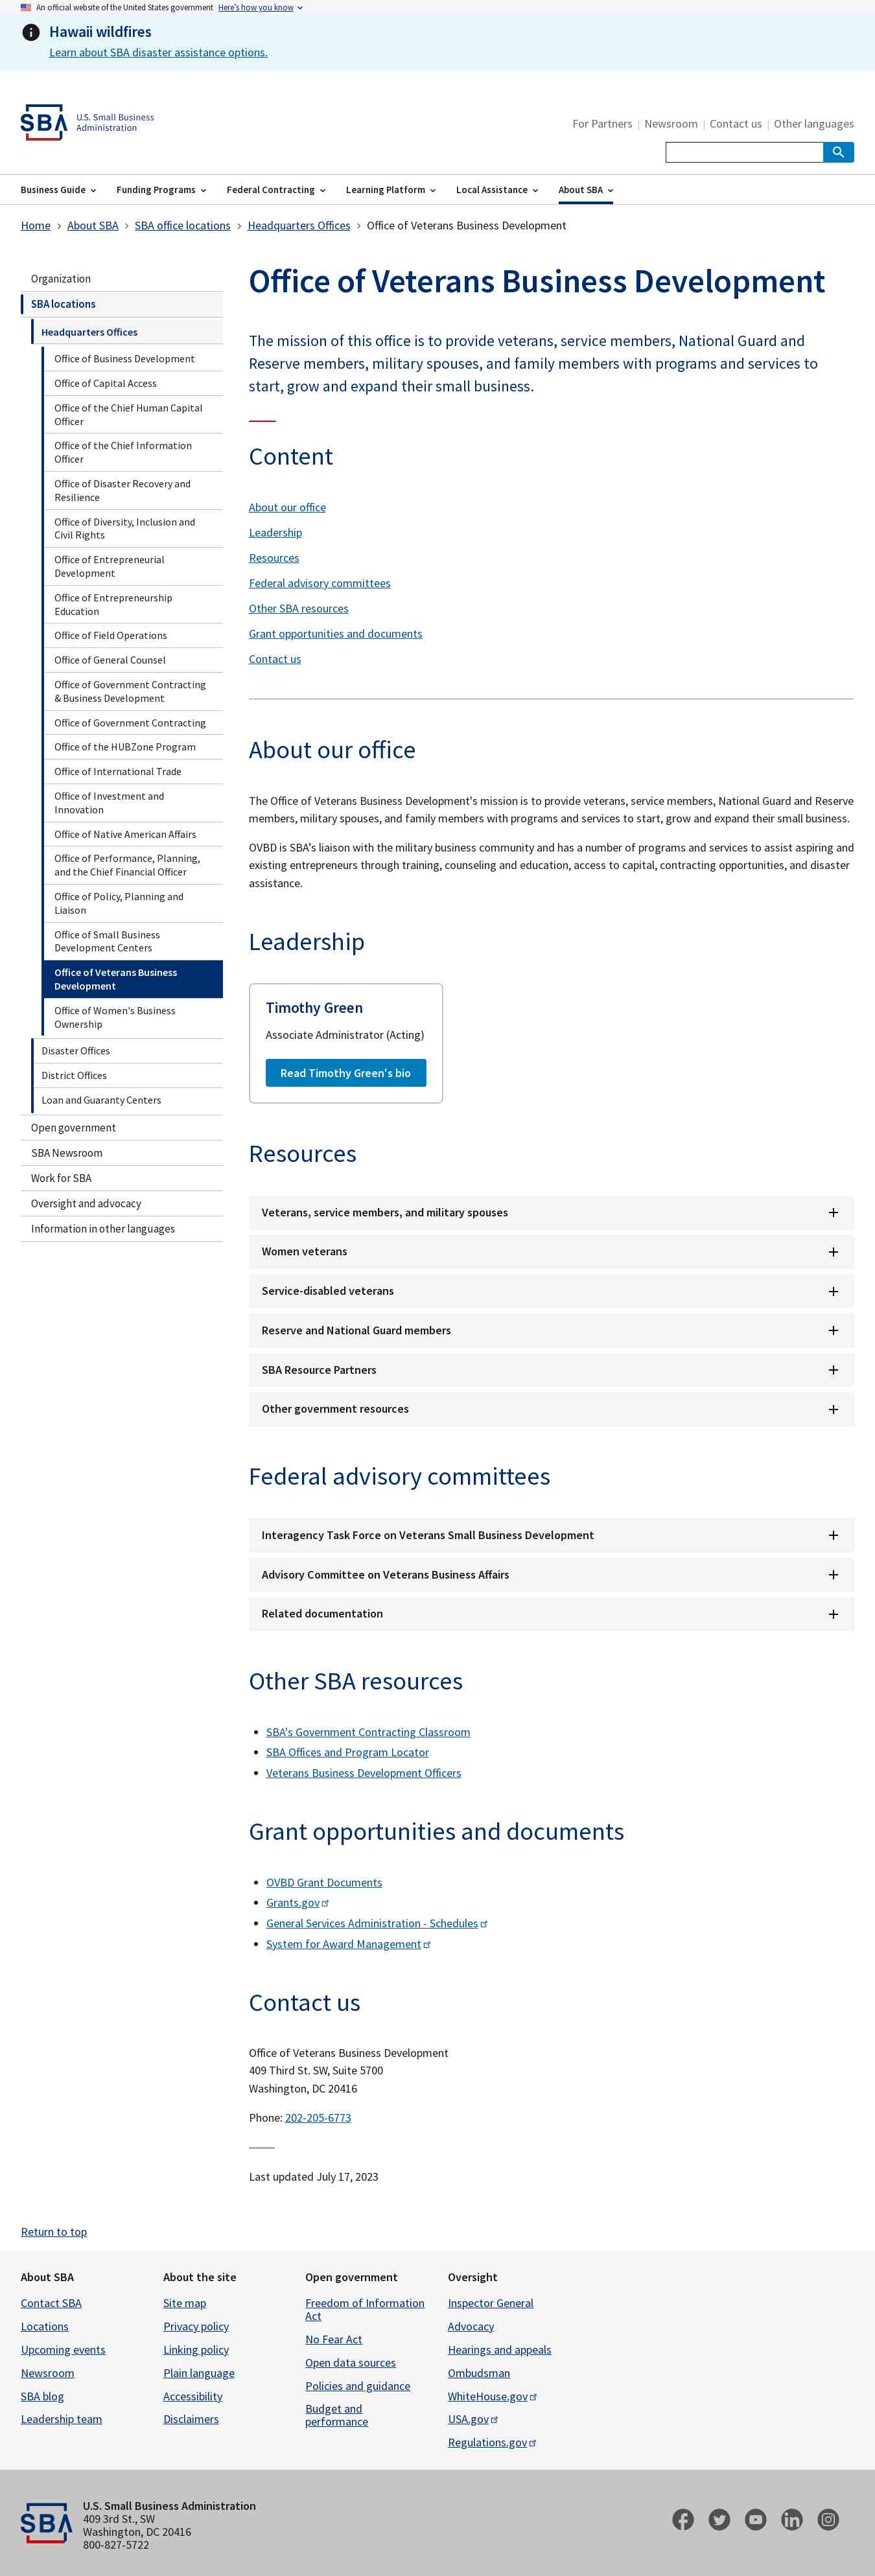 An official website of the United States government Here's how you know
Hawaii wildfires
Learn about SBA disaster assistance options.
SBA
U.S. Small Business
Administration
For Partners | Newsroom | Contact us | Other languages
Business Guide
Funding Programs
Federal Contracting
Learning Platform
Local Assistance
About SBA
Home > About SBA > SBA office locations > Headquarters Offices > Office of Veterans Business Development
Organization
SBA locations
Headquarters Offices
Office of Business Development
Office of Capital Access
Office of the Chief Human Capital
Officer
Office of the Chief Information
Officer
Office of Disaster Recovery and
Resilience
Office of Diversity, Inclusion and
Civil Rights
Office of Entrepreneurial
Development
Office of Entrepreneurship
Education
Office of Field Operations
Office of General Counsel
Office of Government Contracting
& Business Development
Office of Government Contracting
Office of the HUBZone Program
Office of International Trade
Office of Investment and
Innovation
Office of Native American Affairs
Office of Performance, Planning,
and the Chief Financial Officer
Office of Policy, Planning and
Liaison
Office of Small Business
Development Centers
Office of Veterans Business
Development
Office of Women's Business
Ownership
Disaster Offices
District Offices
Loan and Guaranty Centers
Open government
SBA Newsroom
Work for SBA
Oversight and advocacy
Information in other languages
Office of Veterans Business Development
The mission of this office is to provide veterans, service members, National Guard and
Reserve members, military spouses, and family members with programs and services to
start, grow and expand their small business.
Content
About our office
Leadership
Resources
Federal advisory committees
Other SBA resources
Grant opportunities and documents
Contact us
About our office
The Office of Veterans Business Development's mission is to provide veterans, service members, National Guard and Reserve
members, military spouses, and family members with programs and services to start, grow and expand their small business.
OVBD is SBA's liaison with the military business community and has a number of programs and services to assist aspiring and
existing entrepreneurs through training, counseling and education, access to capital, contracting opportunities, and disaster
assistance.
Leadership
Timothy Green
Associate Administrator (Acting)
Read Timothy Green's bio
Resources
Veterans, service members, and military spouses
Women veterans
Service-disabled veterans
Reserve and National Guard members
SBA Resource Partners
Other government resources
Federal advisory committees
Interagency Task Force on Veterans Small Business Development
Advisory Committee on Veterans Business Affairs
Related documentation
Other SBA resources
SBA's Government Contracting Classroom
SBA Offices and Program Locator
Veterans Business Development Officers
Grant opportunities and documents
OVBD Grant Documents
Grants.gov
General Services Administration - Schedules
System for Award Management
Contact us
Office of Veterans Business Development
409 Third St. SW, Suite 5700
Washington, DC 20416
Phone: 202-205-6773
Last updated July 17, 2023
Return to top
About SBA
Contact SBA
Locations
Upcoming events
Newsroom
SBA blog
Leadership team
About the site
Site map
Privacy policy
Linking policy
Plain language
Accessibility
Disclaimers
Open government
Freedom of Information
Act
No Fear Act
Open data sources
Policies and guidance
Budget and
performance
Oversight
Inspector General
Advocacy
Hearings and appeals
Ombudsman
WhiteHouse.gov
USA.gov
Regulations.gov
SBA
U.S. Small Business Administration
409 3rd St., SW
Washington, DC 20416
800-827-5722